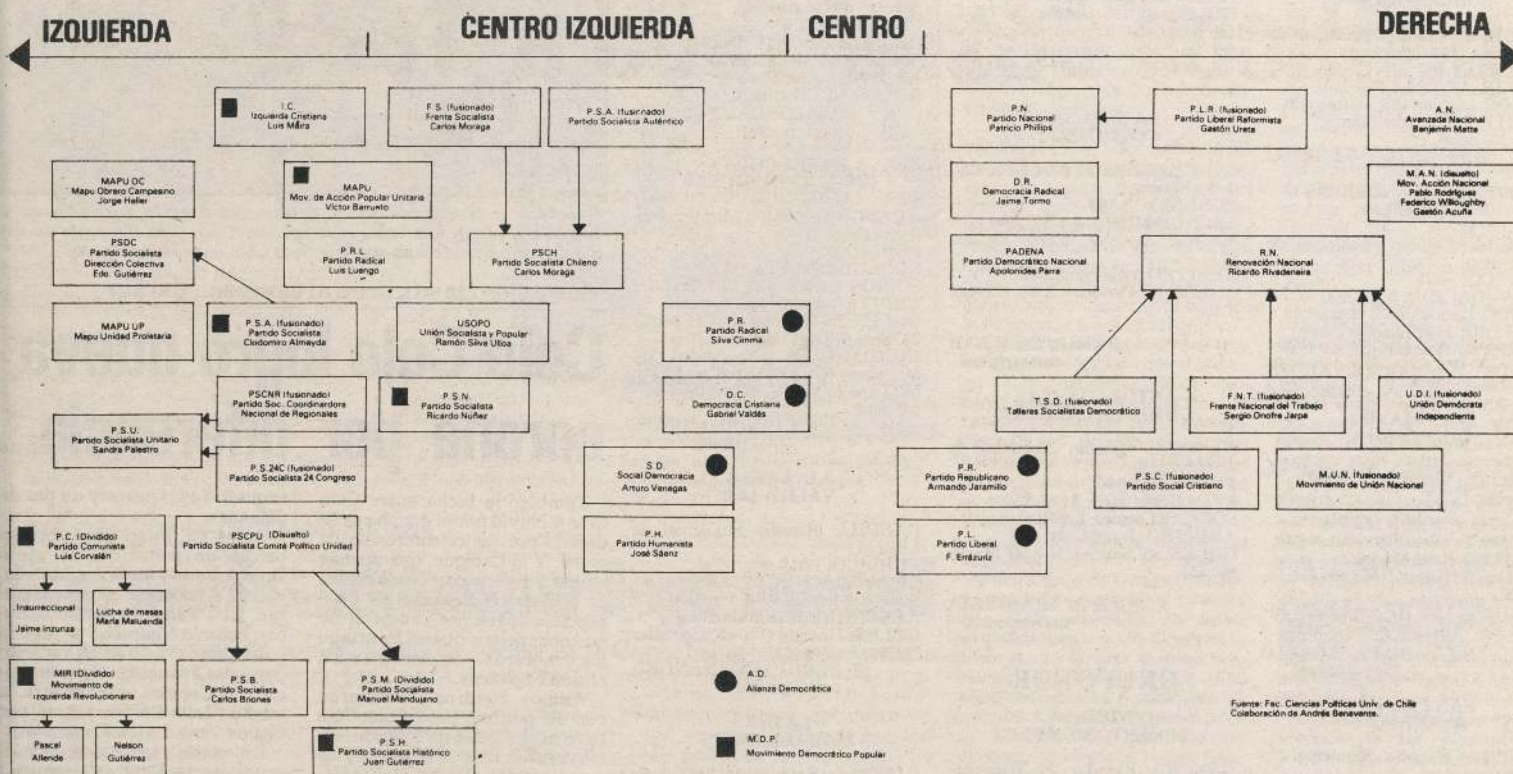 IZQUIERDA
CENTRO IZQUIERDA
CENTRO
DERECHA
I.C.
Izquierda Cristiana
Luis Maira
F.S. (fusionado)
Frente Socialista
Carlos Moraga
P.S.A. (fusionado)
Partido Socialista Auténtico
P.N.
Partido Nacional
Patricio Phillips
P.L.R. (fusionado)
Partido Liberal Reformista
Gastón Ureta
A.N.
Avanzada Nacional
Benjamín Matte
MAPU OC
Mapu Obrero Campesino
Jorge Heller
MAPU
Mov. de Acción Popular Unitaria
Víctor Barrueto
D.R.
Democracia Radical
Jaime Tormo
M.A.N. (disuelto)
Mov. Acción Nacional
Pablo Rodríguez
Federico Willoughby
Gastón Acuña
PSDC
Partido Socialista
Dirección Colectiva
Edo. Gutiérrez
P.R.L.
Partido Radical
Luis Luengo
PSCH
Partido Socialista Chileno
Carlos Moraga
PADENA
Partido Democrático Nacional
Apolonides Parra
R.N.
Renovación Nacional
Ricardo Rivadeneira
MAPU UP
Mapu Unidad Proletaria
P.S.A. (fusionado)
Partido Socialista
Clodomiro Almeyda
USOPO
Unión Socialista y Popular
Ramón Silva Ulloa
P.R.
Partido Radical
Silva Cimma
PSCNR (fusionado)
Partido Soc. Coordinardora
Nacional de Regionales
P.S.N.
Partido Socialista
Ricardo Núñez
D.C.
Democracia Cristiana
Gabriel Valdés
T.S.D. (fusionado)
Talleres Socialistas Democrático
F.N.T. (fusionado)
Frente Nacional del Trabajo
Sergio Onofre Jarpa
U.D.I. (fusionado)
Unión Demócrata
Independiente
P.S.U.
Partido Socialista Unitario
Sandra Palestro
P.S.24C (fusionado)
Partido Socialista 24 Congreso
S.D.
Social Democracia
Arturo Venegas
P.R.
Partido Republicano
Armando Jaramillo
P.S.C. (fusionado)
Partido Social Cristiano
M.U.N. (fusionado)
Movimiento de Unión Nacional
P.C. (Dividido)
Partido Comunista
Luis Corvalán
PSCPU (Disuelto)
Partido Socialista Comité Político Unidad
P.H.
Partido Humanista
José Sáenz
P.L.
Partido Liberal
F. Errázuriz
Insurreccional
Jaime Inzunza
Lucha de masas
María Maluenda
MIR (Dividido)
Movimiento de
Izquierda Revolucionaria
P.S.B.
Partido Socialista
Carlos Briones
P.S.M. (Dividido)
Partido Socialista
Manuel Mandujano
A.D.
Alianza Democrática
Pascal
Allende
Nelson
Gutiérrez
P.S.H.
Partido Socialista Histórico
Juan Gutiérrez
M.D.P.
Movimiento Democrático Popular
Fuente: Fac. Ciencias Políticas Univ. de Chile
Colaboración de Andrés Benavente.